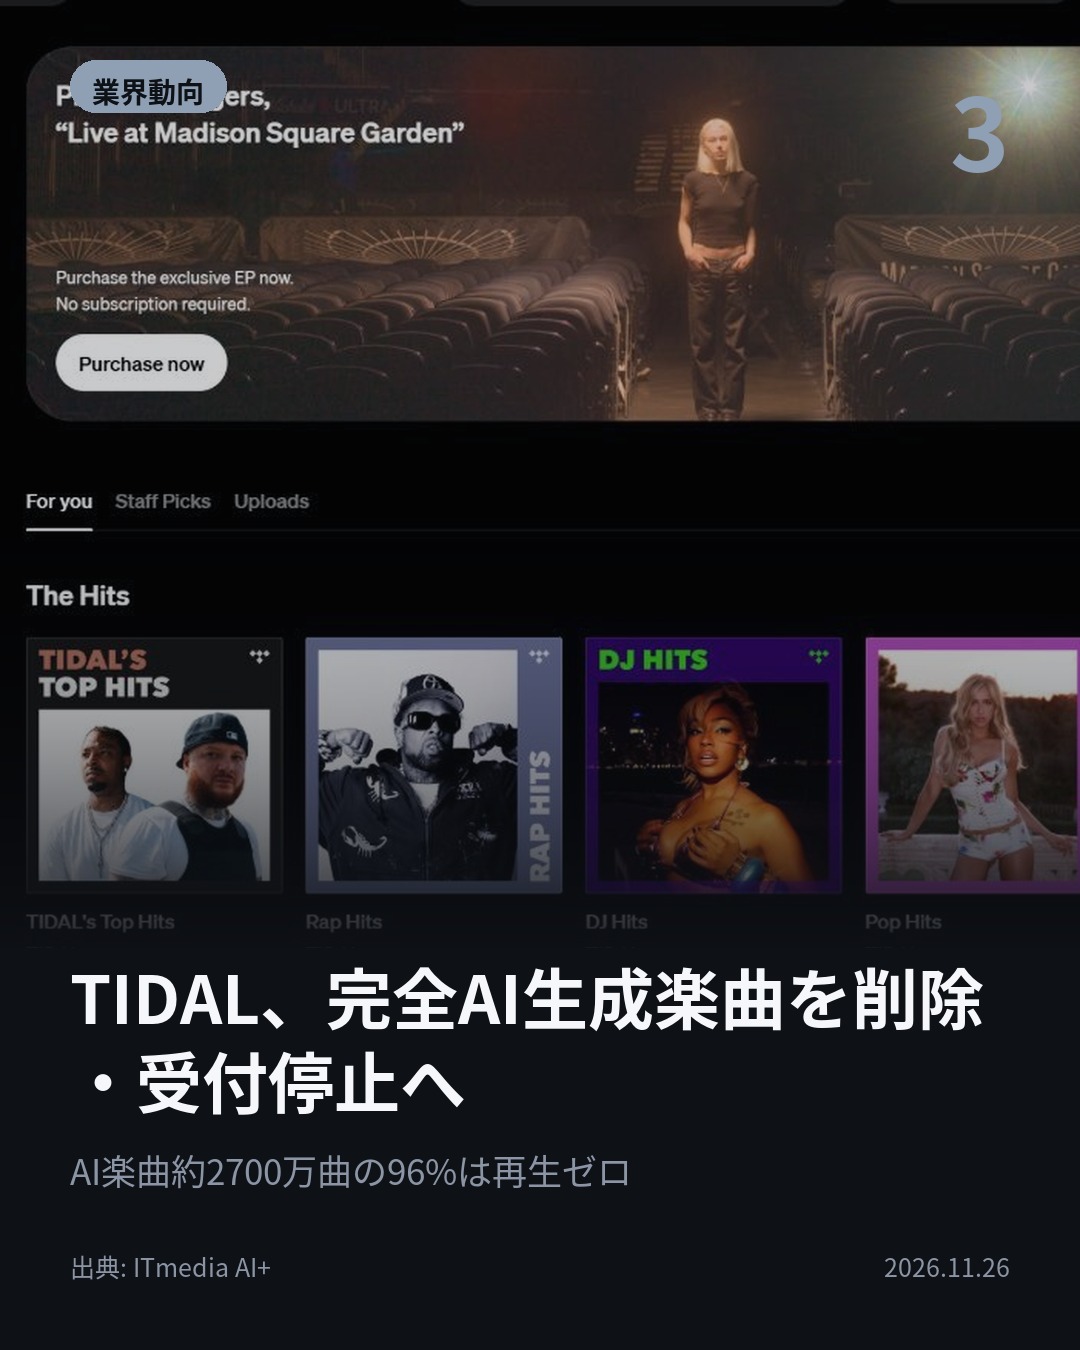 業界動向
3
“Live at Madison Square Garden”
Purchase the exclusive EP now.
No subscription required.
Purchase now
For you Staff Picks Uploads
The Hits
TIDAL’S
TOP HITS
RAP HITS
DJ HITS
TIDAL’s Top Hits
Rap Hits
DJ Hits
Pop Hits
TIDAL、完全AI生成楽曲を削除
・受付停止へ
AI楽曲約2700万曲の96%は再生ゼロ
出典: ITmedia AI+
2026.11.26